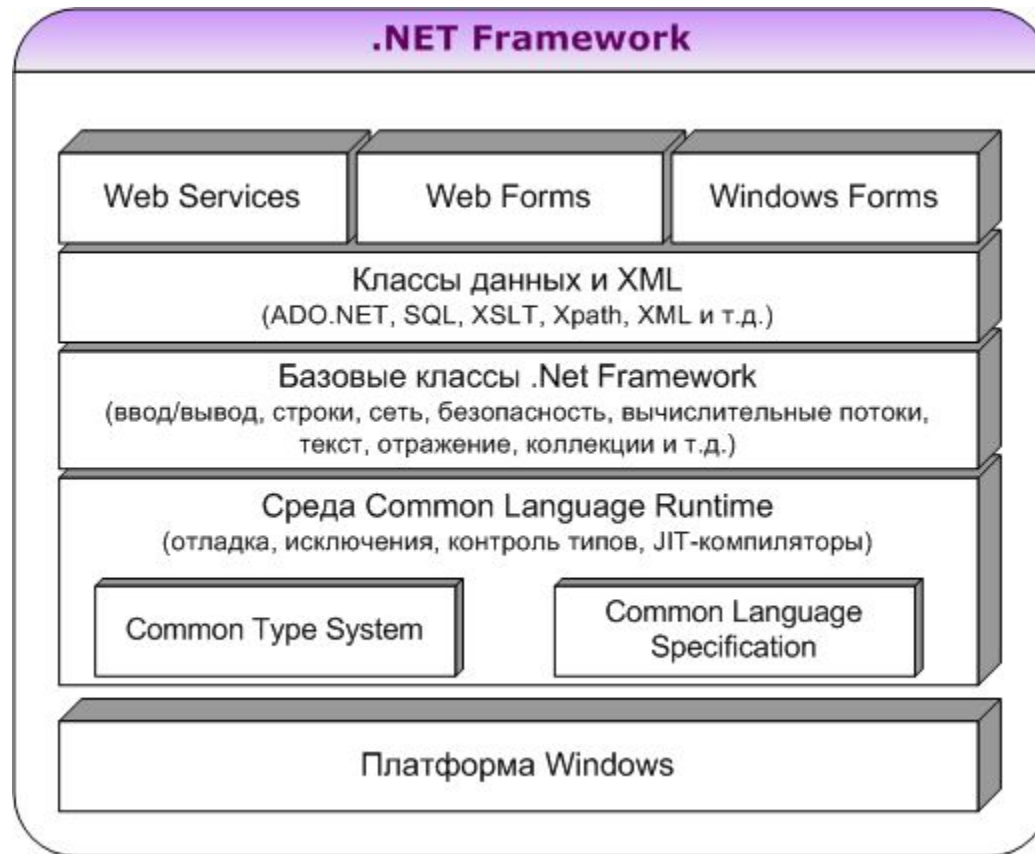 .NET Framework
Web Services
Web Forms
Windows Forms
Классы данных и XML
(ADO.NET, SQL, XSLT, Xpath, XML и т.д.)
Базовые классы .Net Framework
(ввод/вывод, строки, сеть, безопасность, вычислительные потоки,
текст, отражение, коллекции и т.д.)
Среда Common Language Runtime
(отладка, исключения, контроль типов, JIT-компиляторы)
Common Type System
Common Language
Specification
Платформа Windows